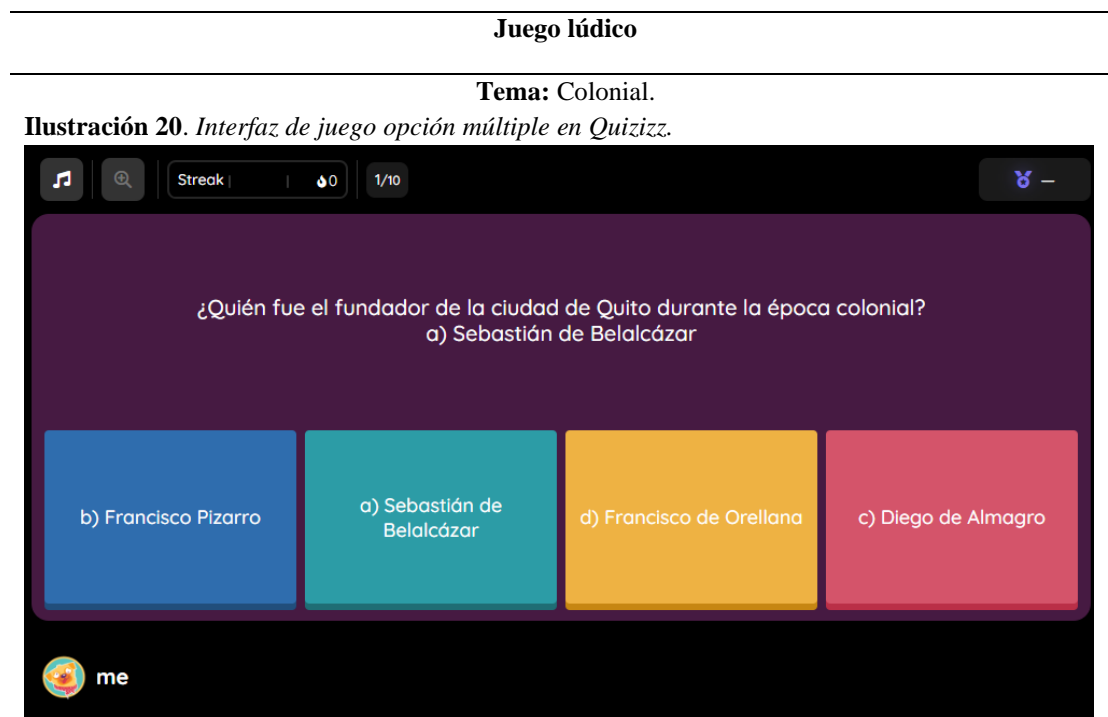 Juego lúdico
Tema: Colonial.
Ilustración 20. Interfaz de juego opción múltiple en Quizizz.
Streak 0 1/10 –
¿Quién fue el fundador de la ciudad de Quito durante la época colonial?
a) Sebastián de Belalcázar
b) Francisco Pizarro
a) Sebastián de
Belalcázar
d) Francisco de Orellana
c) Diego de Almagro
me